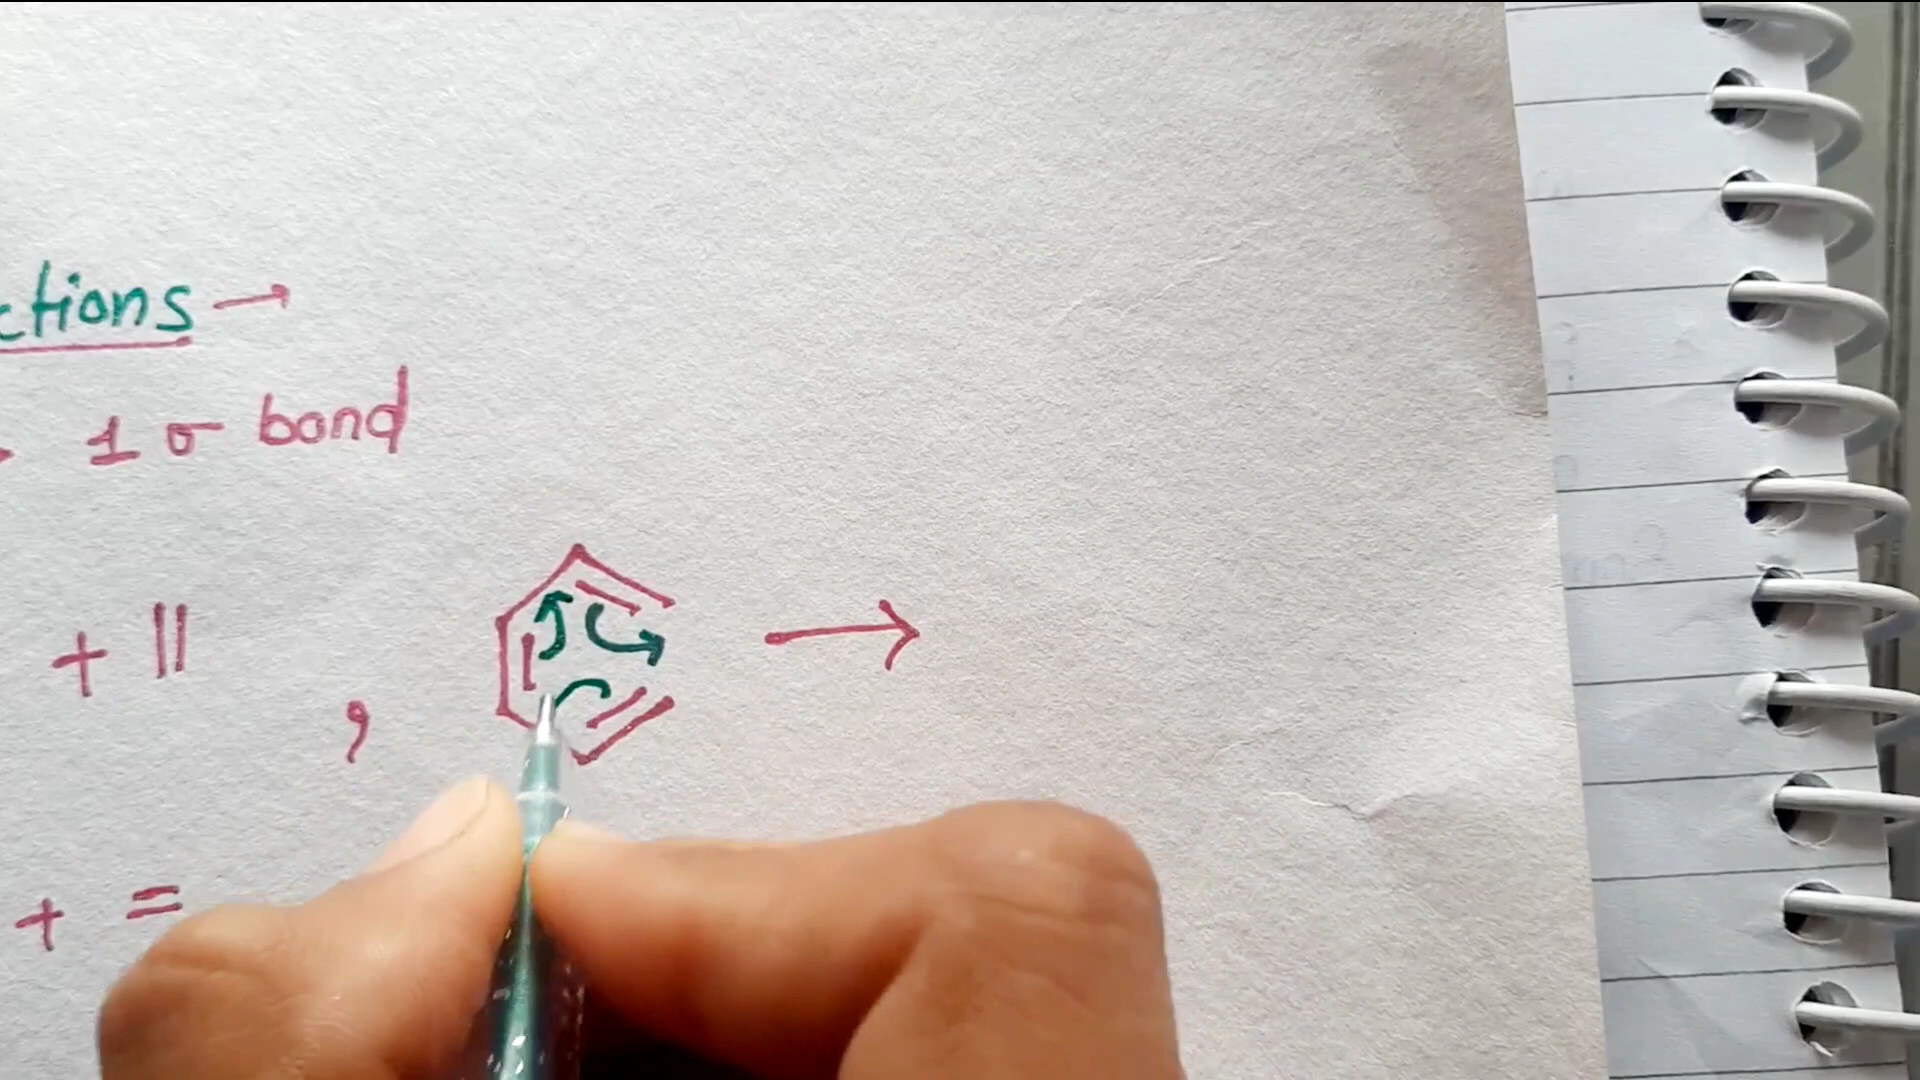 ctions →
1 σ bond
+ || ,
+ =